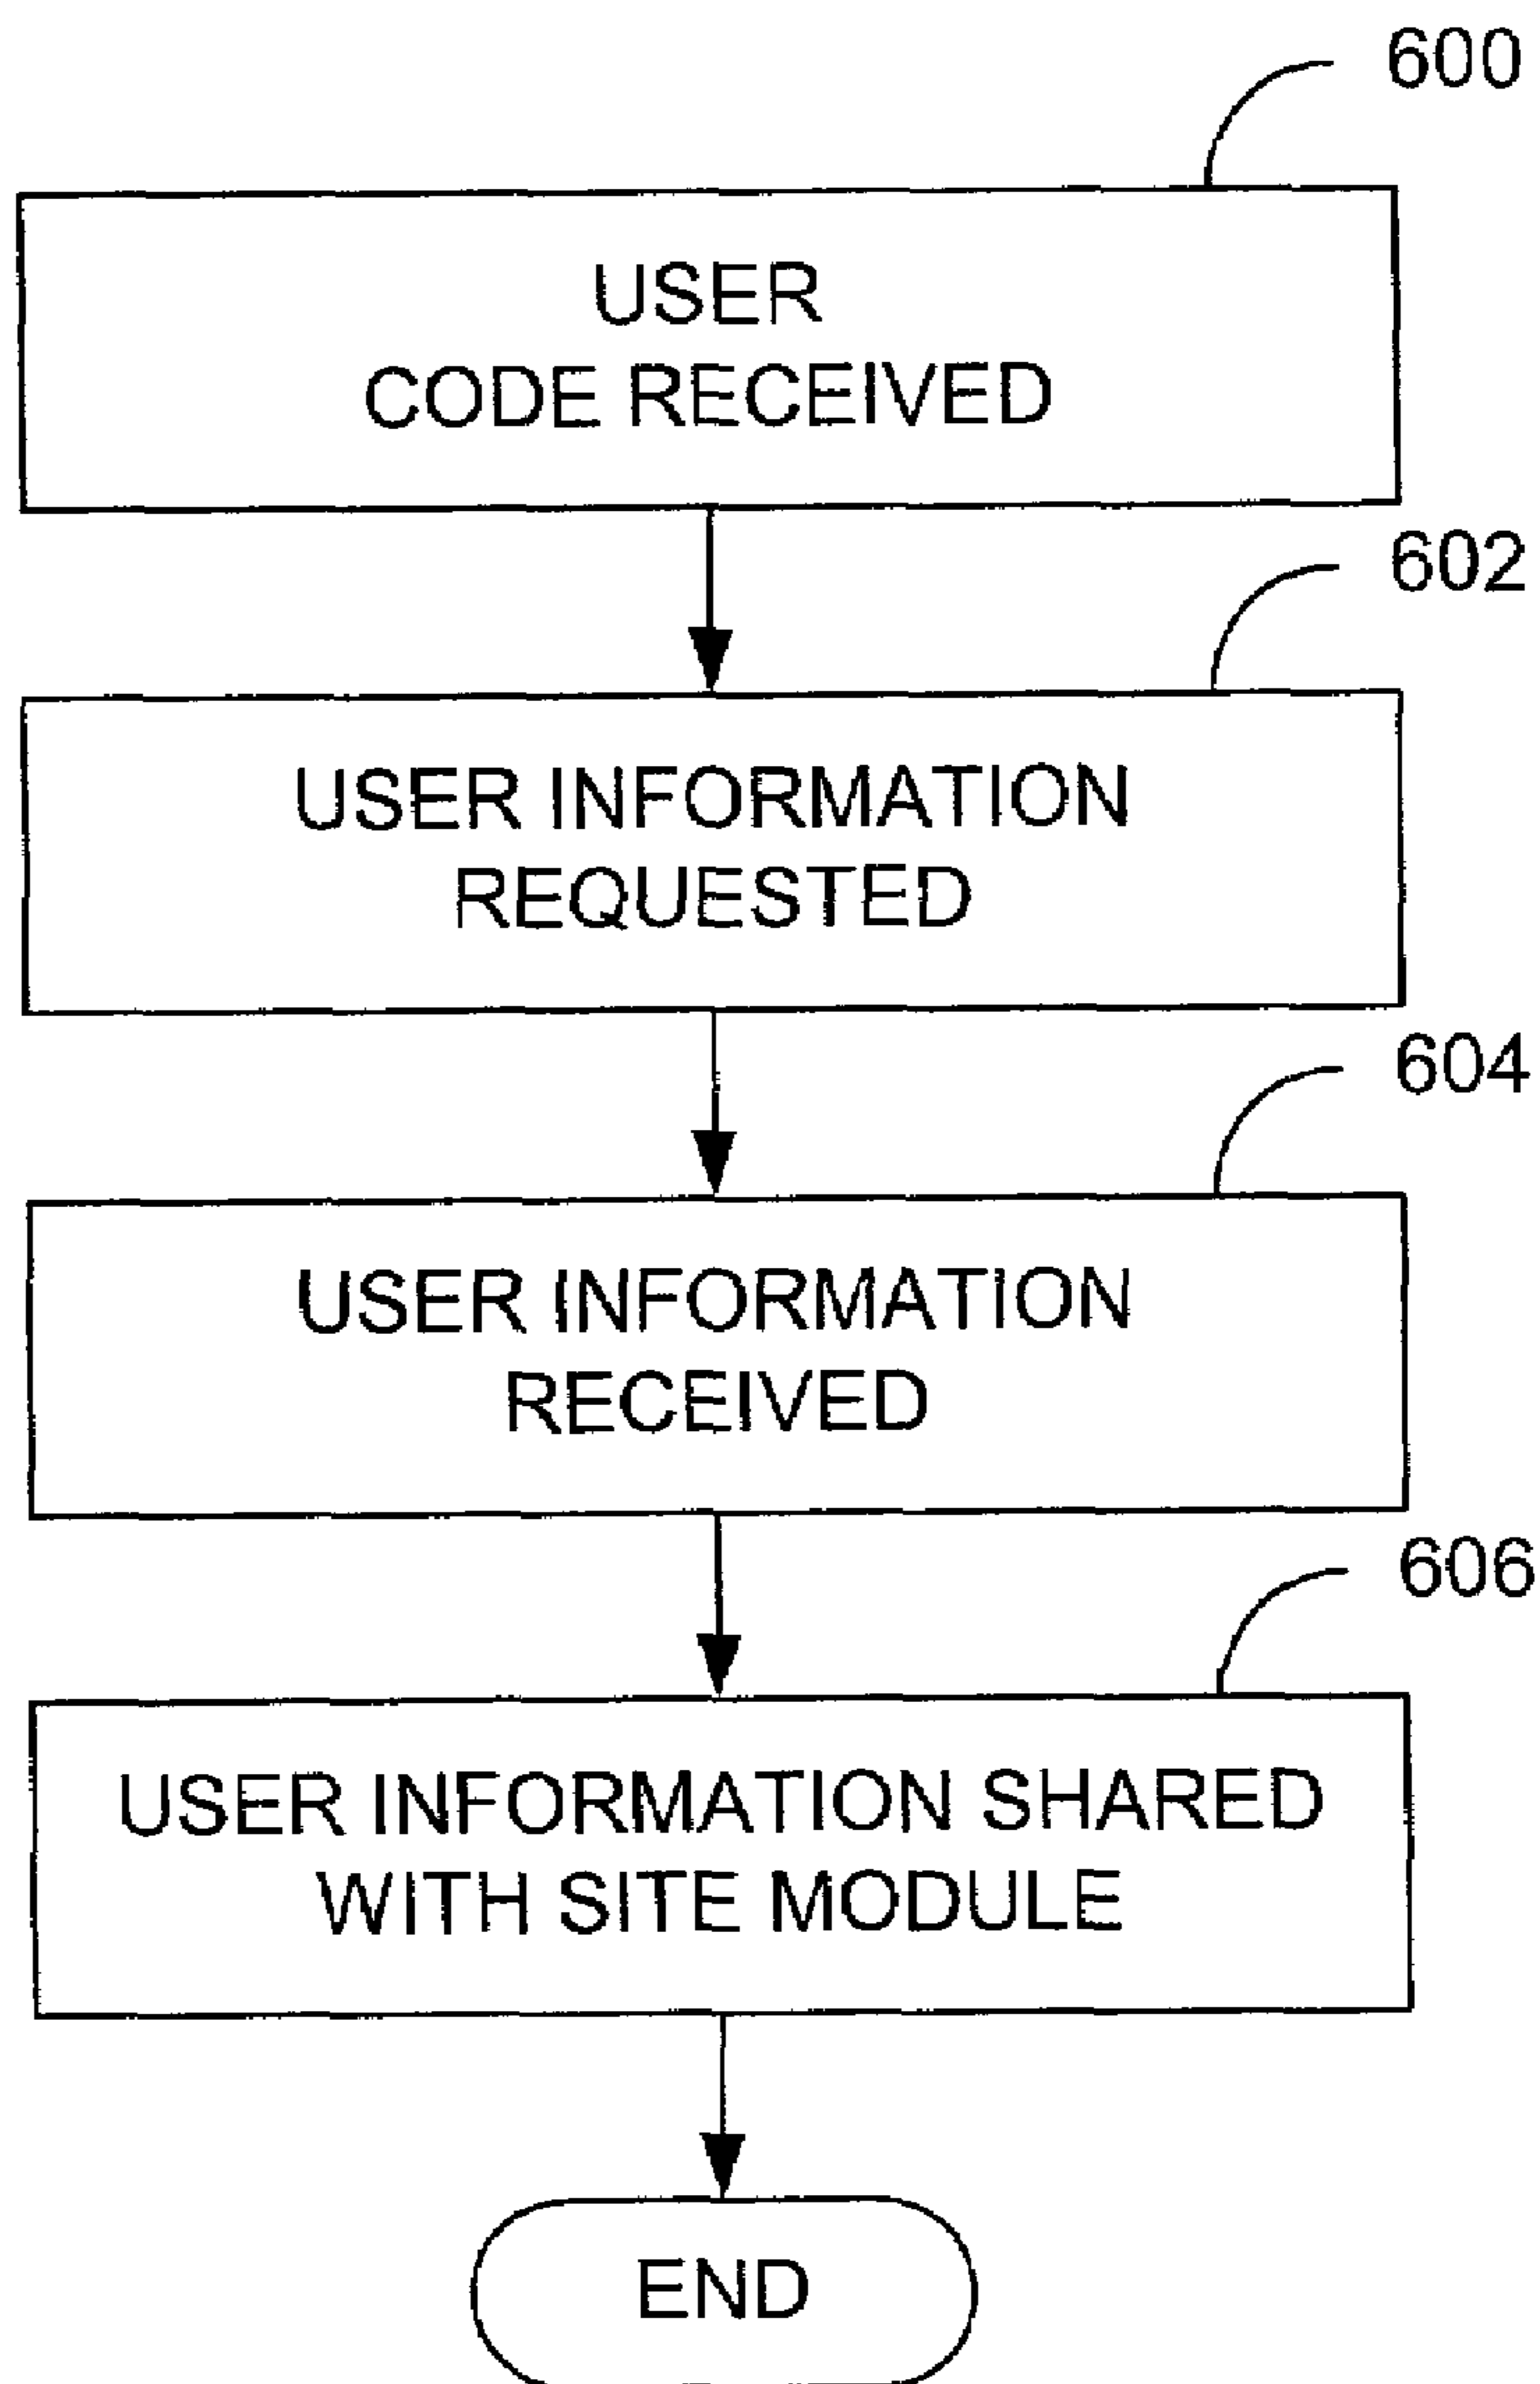 600
USER
CODE RECEIVED
602
USER INFORMATION
REQUESTED
604
USER INFORMATION
RECEIVED
606
USER INFORMATION SHARED
WITH SITE MODULE
END